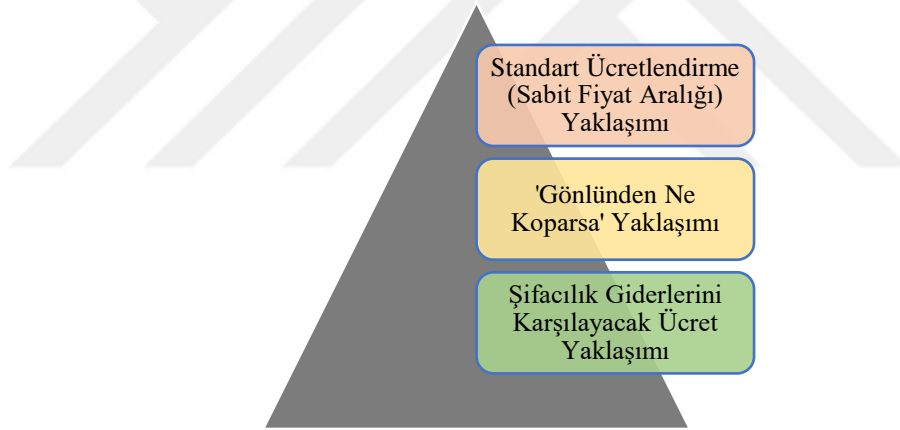 Standart Ücretlendirme
(Sabit Fiyat Aralığı)
Yaklaşımı
'Gönlünden Ne
Koparsa' Yaklaşımı
Şifacılık Giderlerini
Karşılayacak Ücret
Yaklaşımı